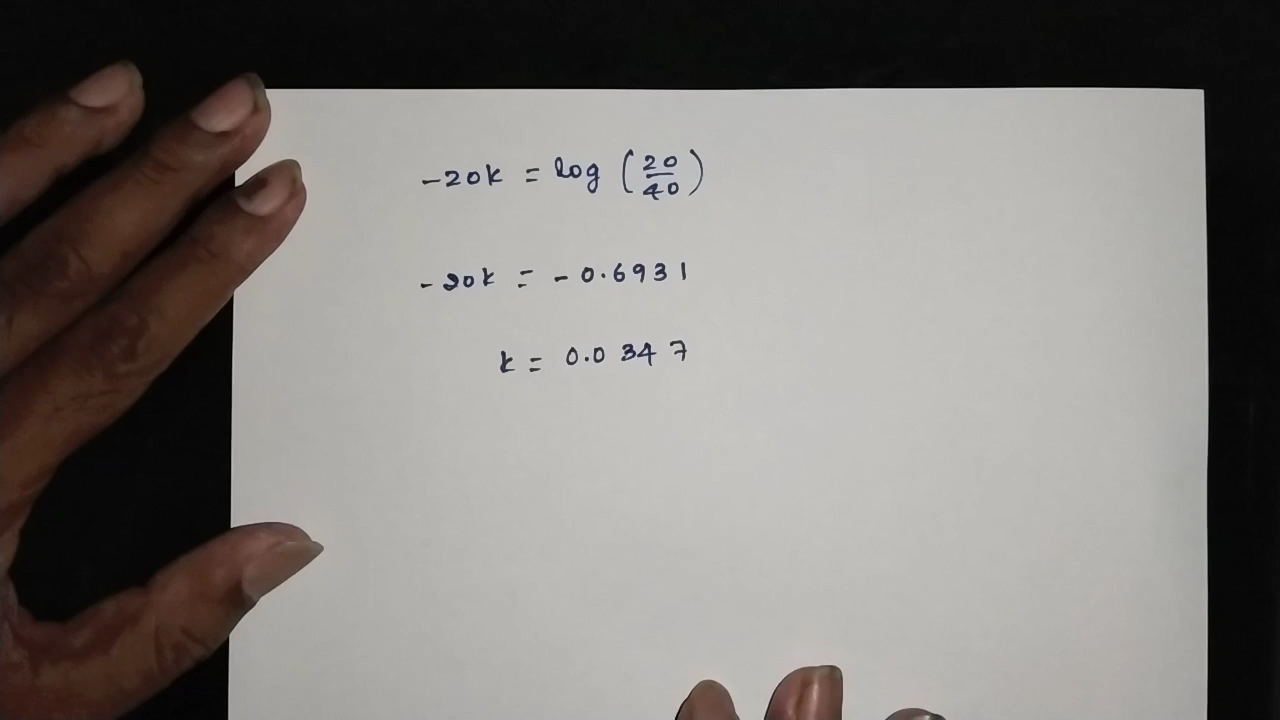 -20k = log (20/40)
-20k = -0.6931
k = 0.0347